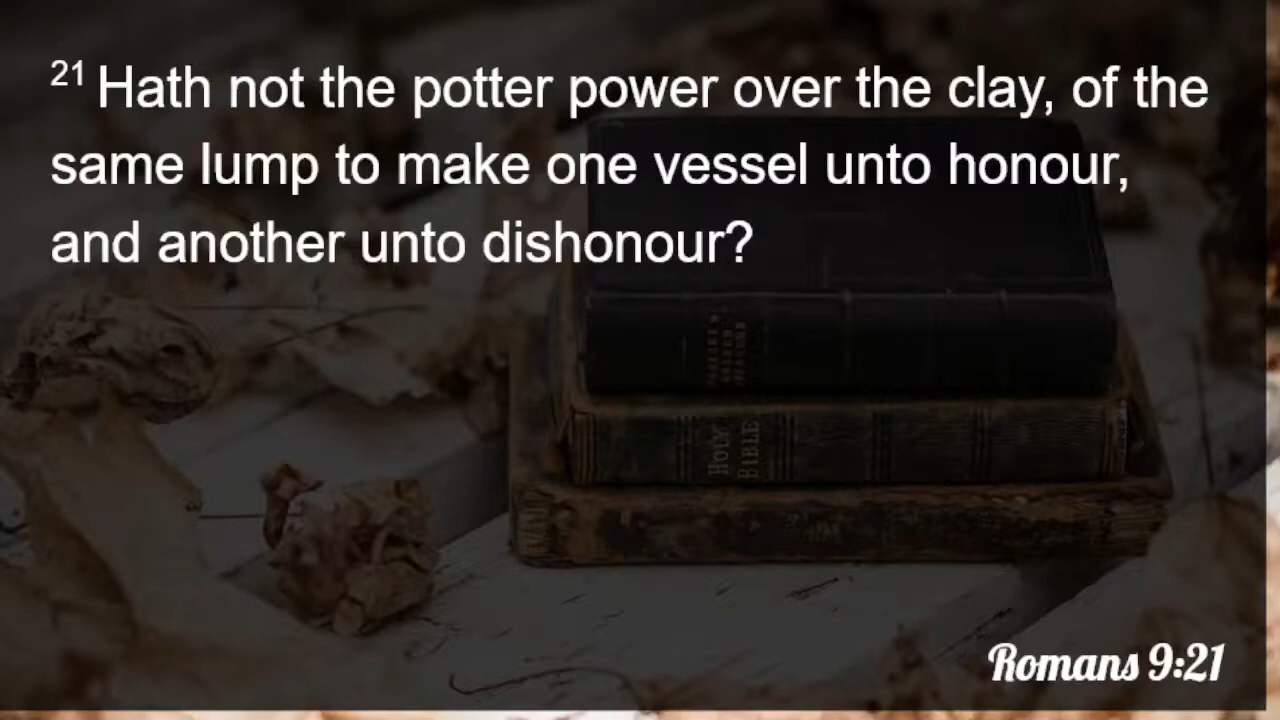 21 Hath not the potter power over the clay, of the
same lump to make one vessel unto honour,
and another unto dishonour?
HOLY
BIBLE
Romans 9:21